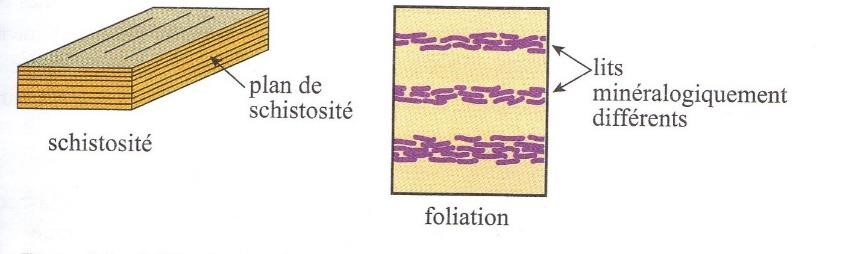 plan de
schistosité
schistosité
lits
minéralogiquement
différents
foliation